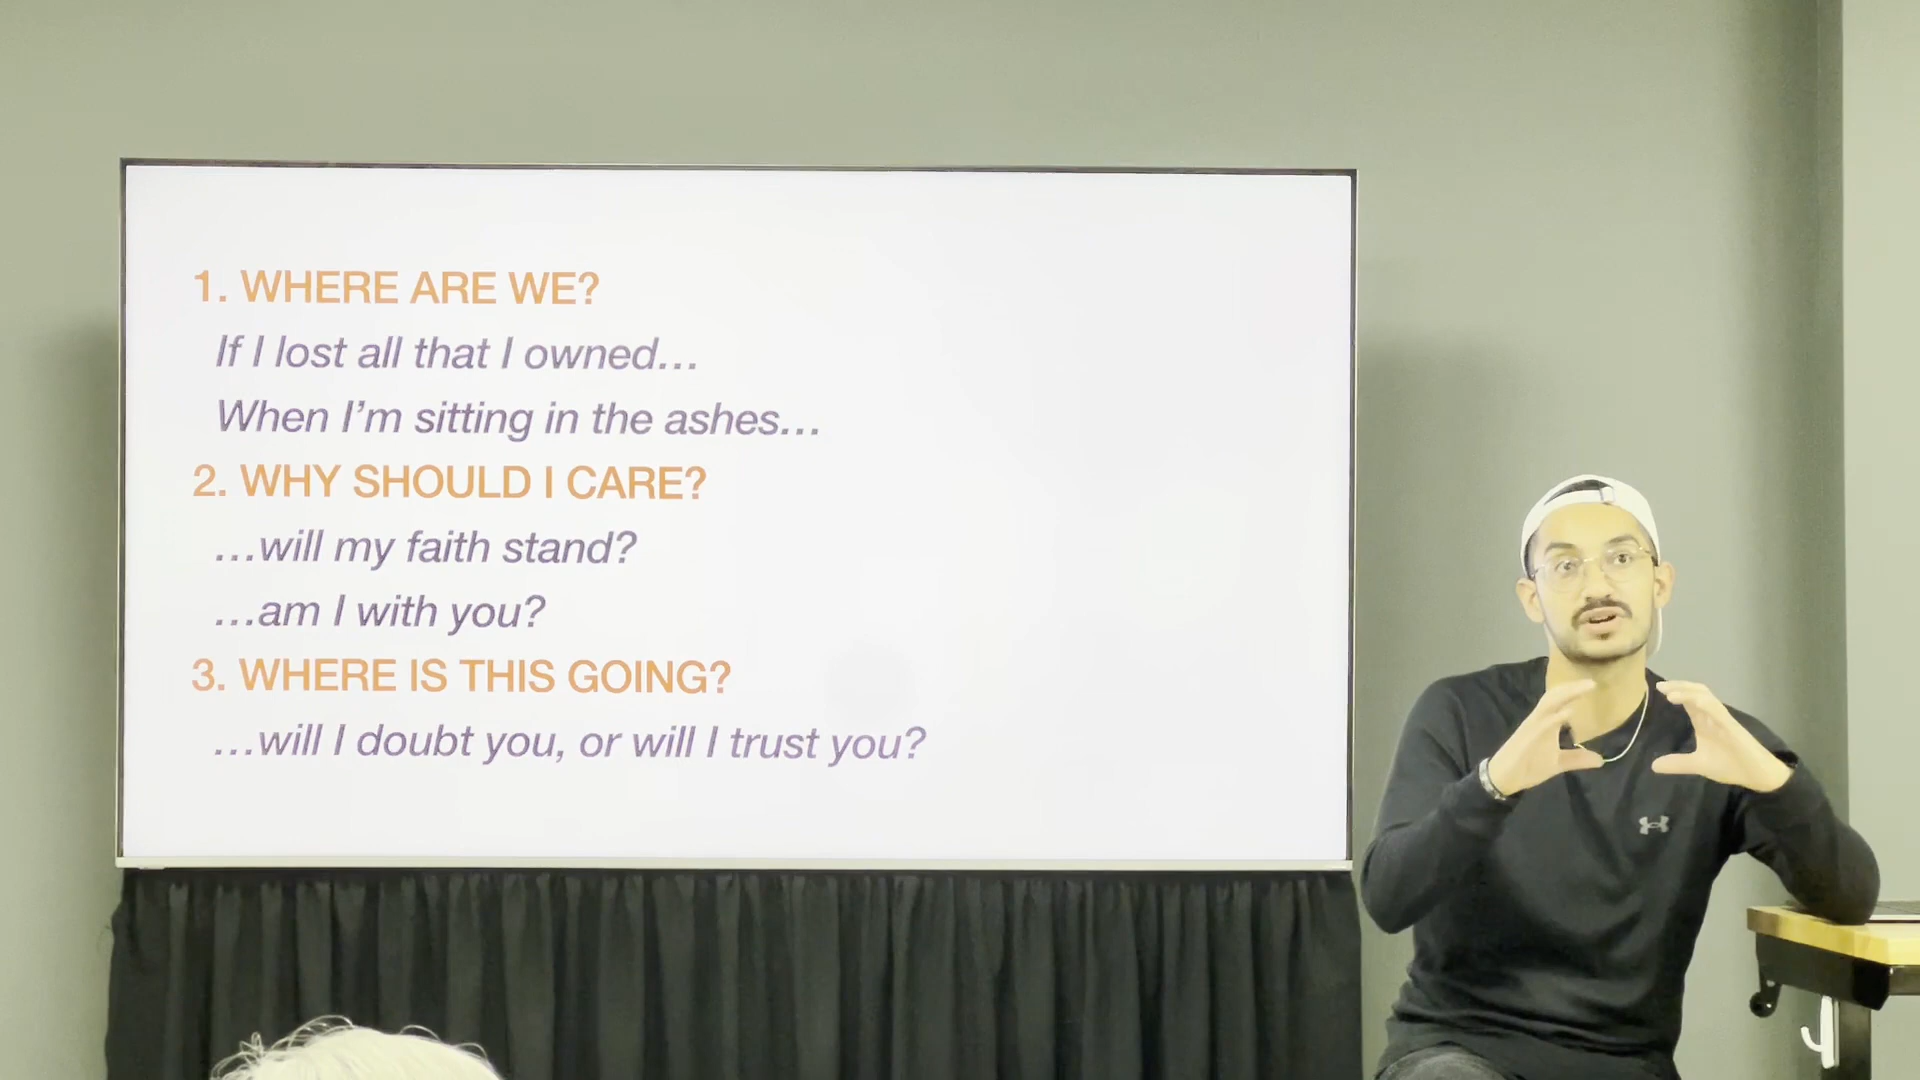 1. WHERE ARE WE?
If I lost all that I owned…
When I'm sitting in the ashes…
2. WHY SHOULD I CARE?
…will my faith stand?
…am I with you?
3. WHERE IS THIS GOING?
…will I doubt you, or will I trust you?